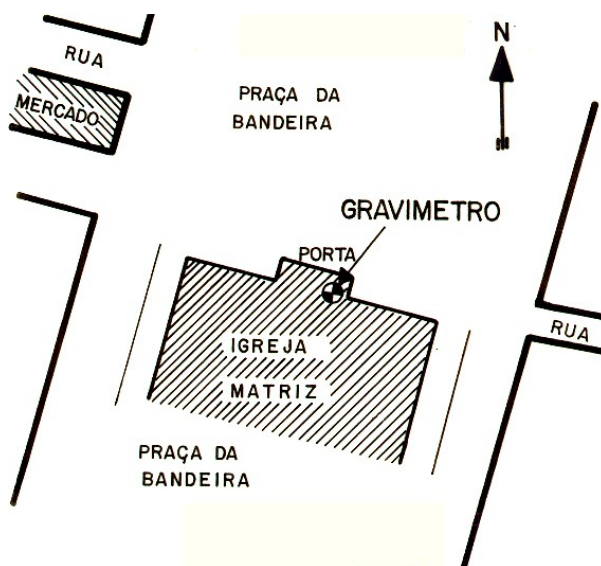 N
RUA
MERCADO
PRAÇA DA
BANDEIRA
GRAVIMETRO
PORTA
IGREJA
MATRIZ
RUA
PRAÇA DA
BANDEIRA